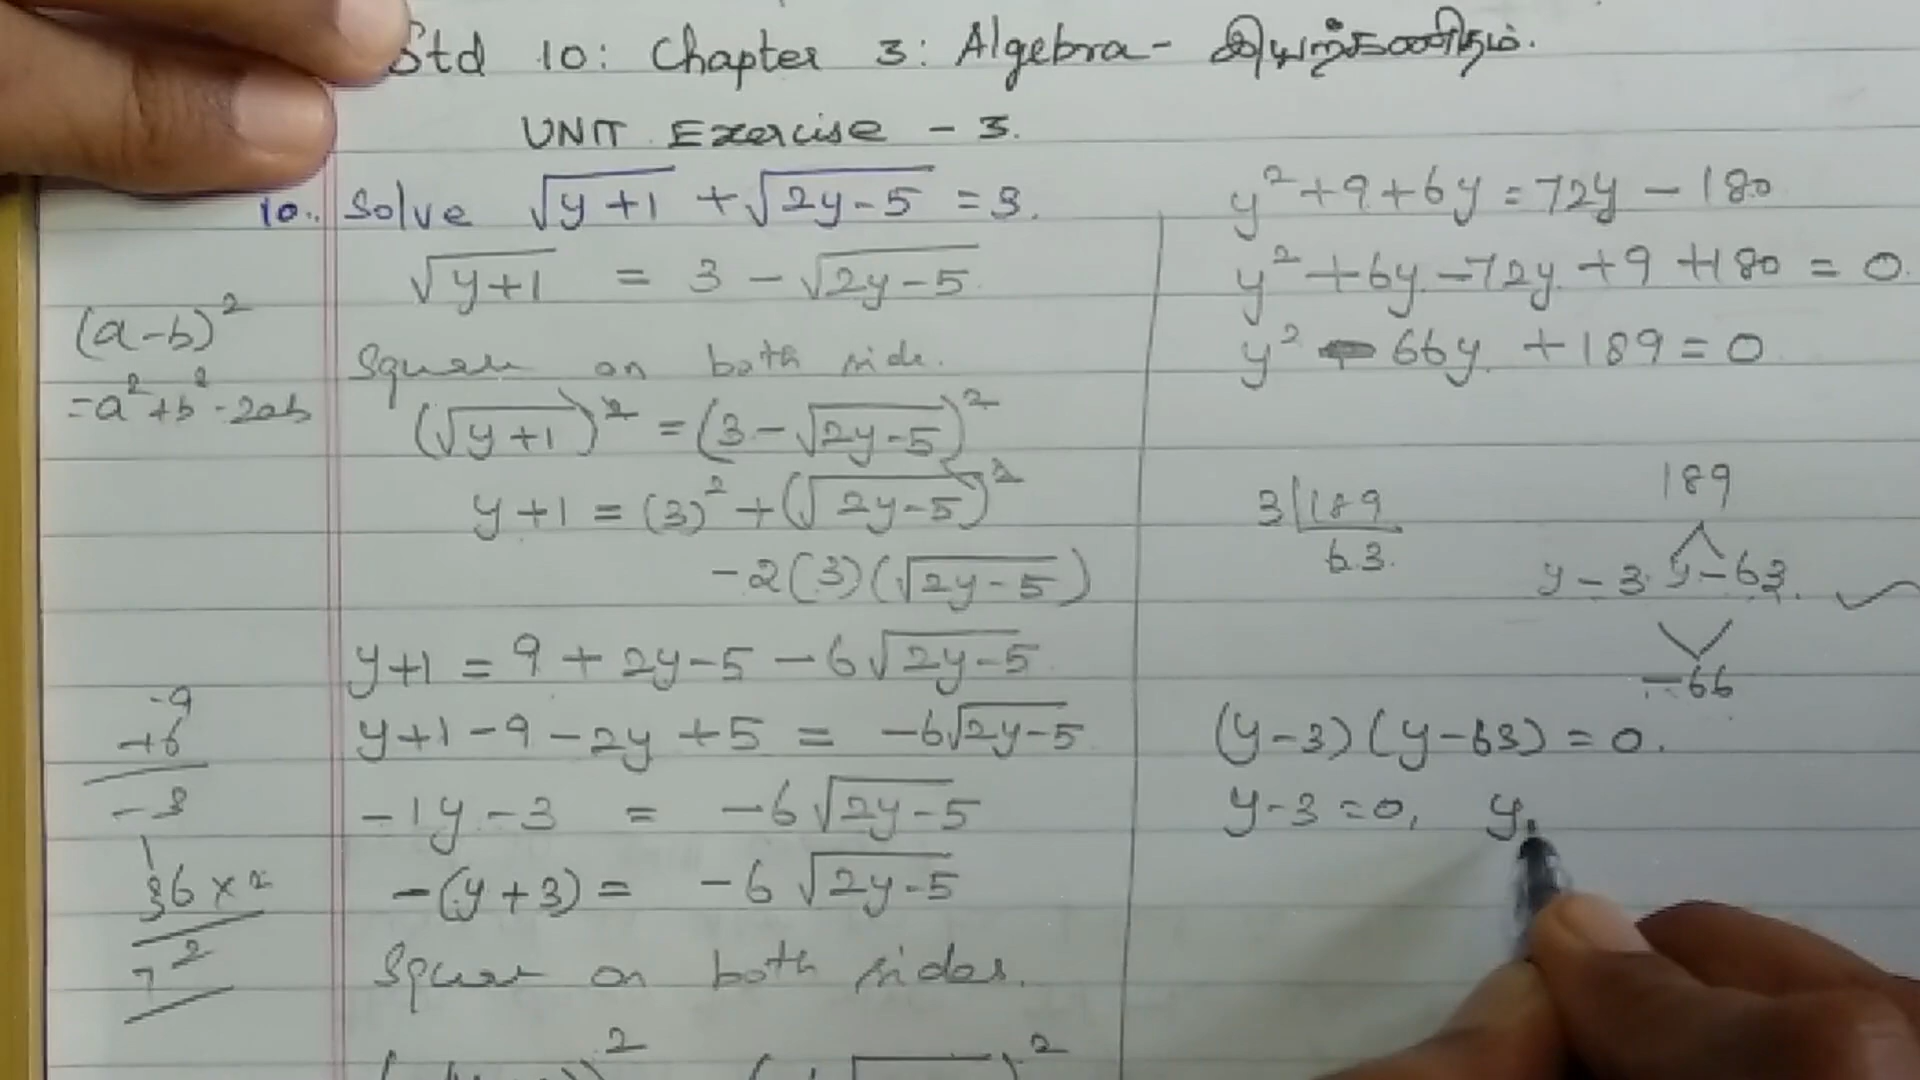 Std 10: Chapter 3: Algebra - இயற்கணிதம்.
UNIT Exercise - 3.
10. Solve √(y+1) + √(2y-5) = 3.
√(y+1) = 3 - √(2y-5)
Square on both side.
(√(y+1))² = (3 - √(2y-5))²
y+1 = (3)² + (√(2y-5))²
-2(3)(√(2y-5))
y+1 = 9 + 2y-5 - 6√(2y-5)
y+1-9-2y+5 = -6√(2y-5)
-1y-3 = -6√(2y-5)
-(y+3) = -6√(2y-5)
Square on both sides.
(a-b)²
=a²+b²-2ab
-9
+6
-3
36×2
72
y²+9+6y=72y-180
y²+6y-72y+9+180=0.
y²-66y+189=0
3|189
63.
189
y-3 y-63.
-66
(y-3)(y-63)=0.
y-3=0, y